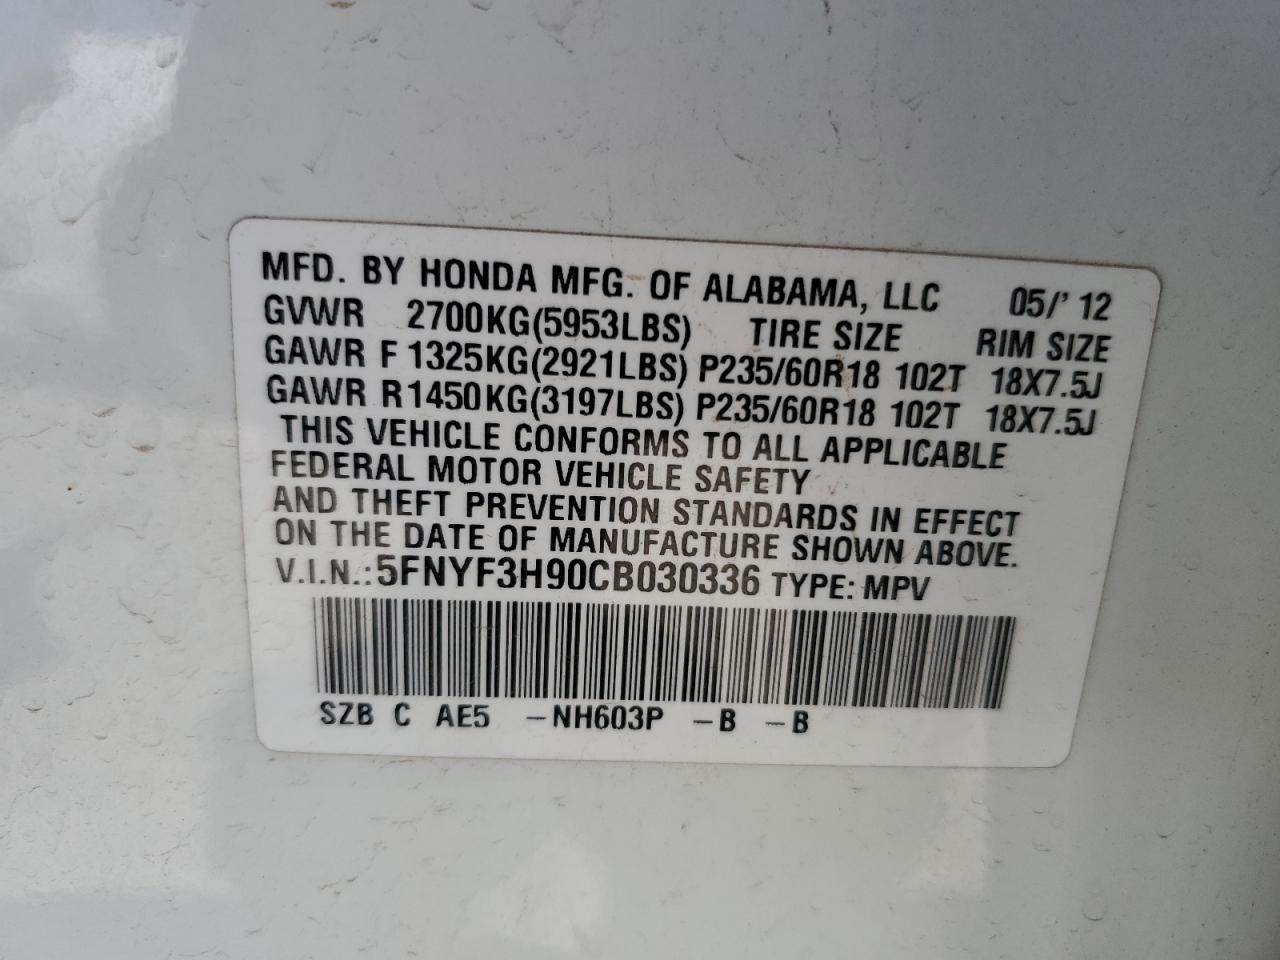 MFD. BY HONDA MFG. OF ALABAMA, LLC 05/' 12
GVWR 2700KG(5953LBS) TIRE SIZE RIM SIZE
GAWR F 1325KG(2921LBS) P235/60R18 102T 18X7.5J
GAWR R1450KG(3197LBS) P235/60R18 102T 18X7.5J
THIS VEHICLE CONFORMS TO ALL APPLICABLE
FEDERAL MOTOR VEHICLE SAFETY
AND THEFT PREVENTION STANDARDS IN EFFECT
ON THE DATE OF MANUFACTURE SHOWN ABOVE.
V.I.N.: 5FNYF3H90CB030336 TYPE: MPV
SZB C AE5 -NH603P -B -B